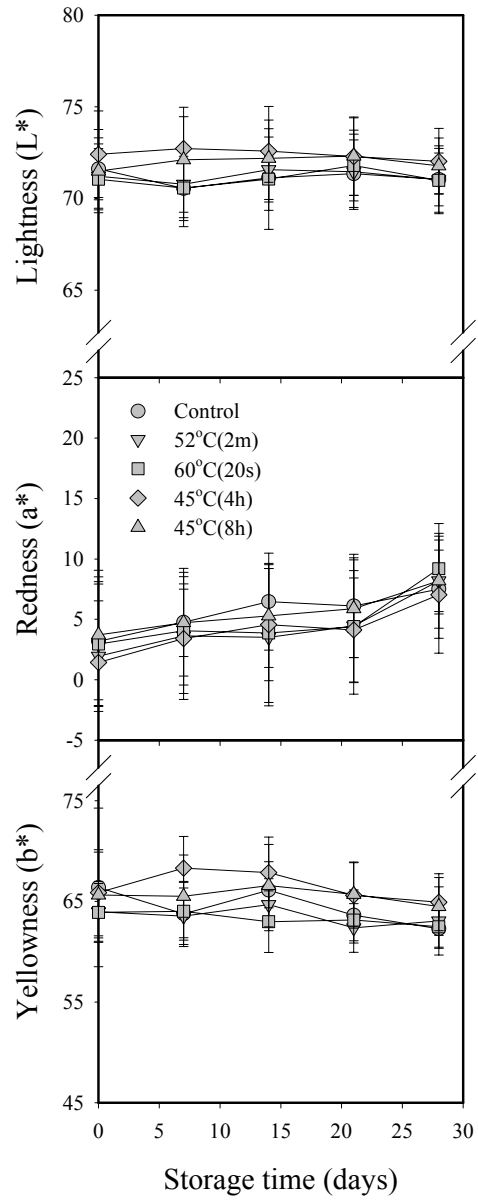 80
75
70
65
Lightness (L*)
25
20
15
10
5
0
-5
Redness (a*)
Control
52°C(2m)
60°C(20s)
45°C(4h)
45°C(8h)
75
65
55
45
Yellowness (b*)
0 5 10 15 20 25 30
Storage time (days)